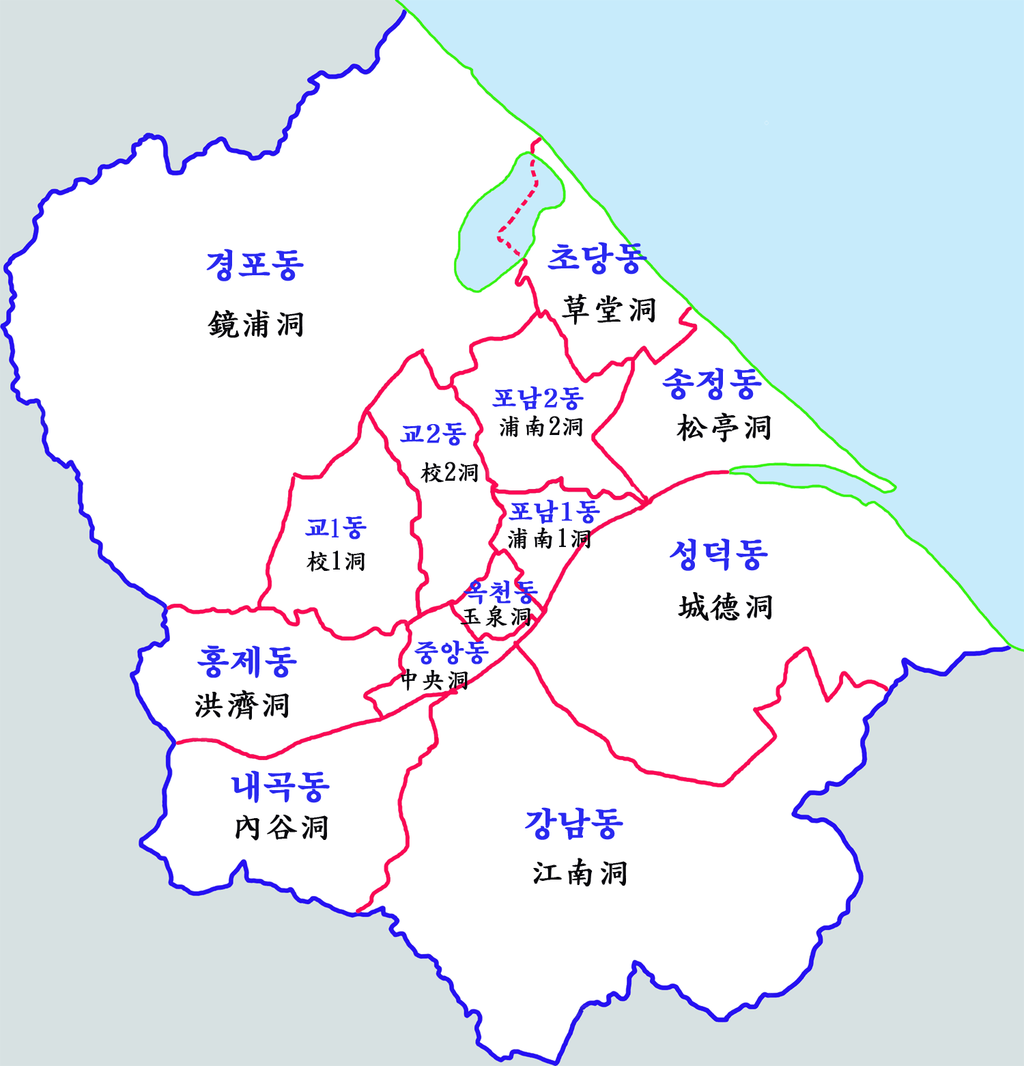 경포동
鏡浦洞
초당동
草堂洞
송정동
松亭洞
포남2동
浦南2洞
교2동
校2洞
교1동
校1洞
포남1동
浦南1洞
성덕동
城德洞
옥천동
玉泉洞
중앙동
中央洞
홍제동
洪濟洞
내곡동
內谷洞
강남동
江南洞